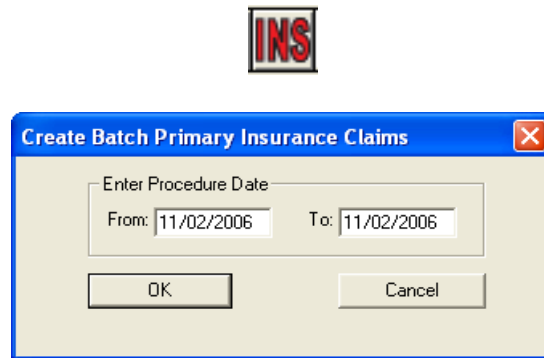 INS
Create Batch Primary Insurance Claims
Enter Procedure Date
From: 11/02/2006 To: 11/02/2006
OK Cancel